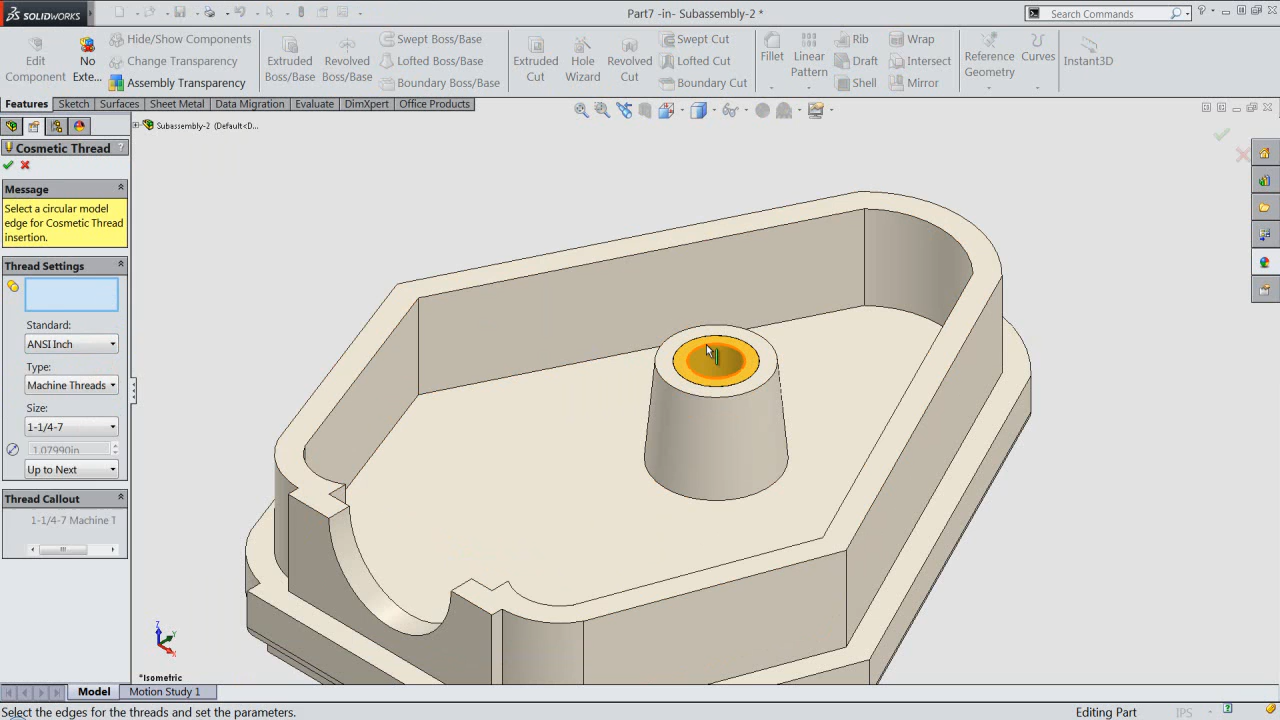 SOLIDWORKS
Part7 -in- Subassembly-2 *
Search Commands
Edit Component
No Exte...
Hide/Show Components
Change Transparency
Assembly Transparency
Extruded Boss/Base
Revolved Boss/Base
Swept Boss/Base
Lofted Boss/Base
Boundary Boss/Base
Extruded Cut
Hole Wizard
Revolved Cut
Swept Cut
Lofted Cut
Boundary Cut
Fillet
Linear Pattern
Rib
Draft
Shell
Wrap
Intersect
Mirror
Reference Geometry
Curves
Instant3D
Features
Sketch
Surfaces
Sheet Metal
Data Migration
Evaluate
DimXpert
Office Products
Subassembly-2 (Default<D...
Cosmetic Thread
?
Message
Select a circular model
edge for Cosmetic Thread
insertion.
Thread Settings
Standard:
ANSI Inch
Type:
Machine Threads
Size:
1-1/4-7
1.07990in
Up to Next
Thread Callout
1-1/4-7 Machine T
Z
Y
X
*Isometric
Model
Motion Study 1
Select the edges for the threads and set the parameters.
Editing Part
IPS